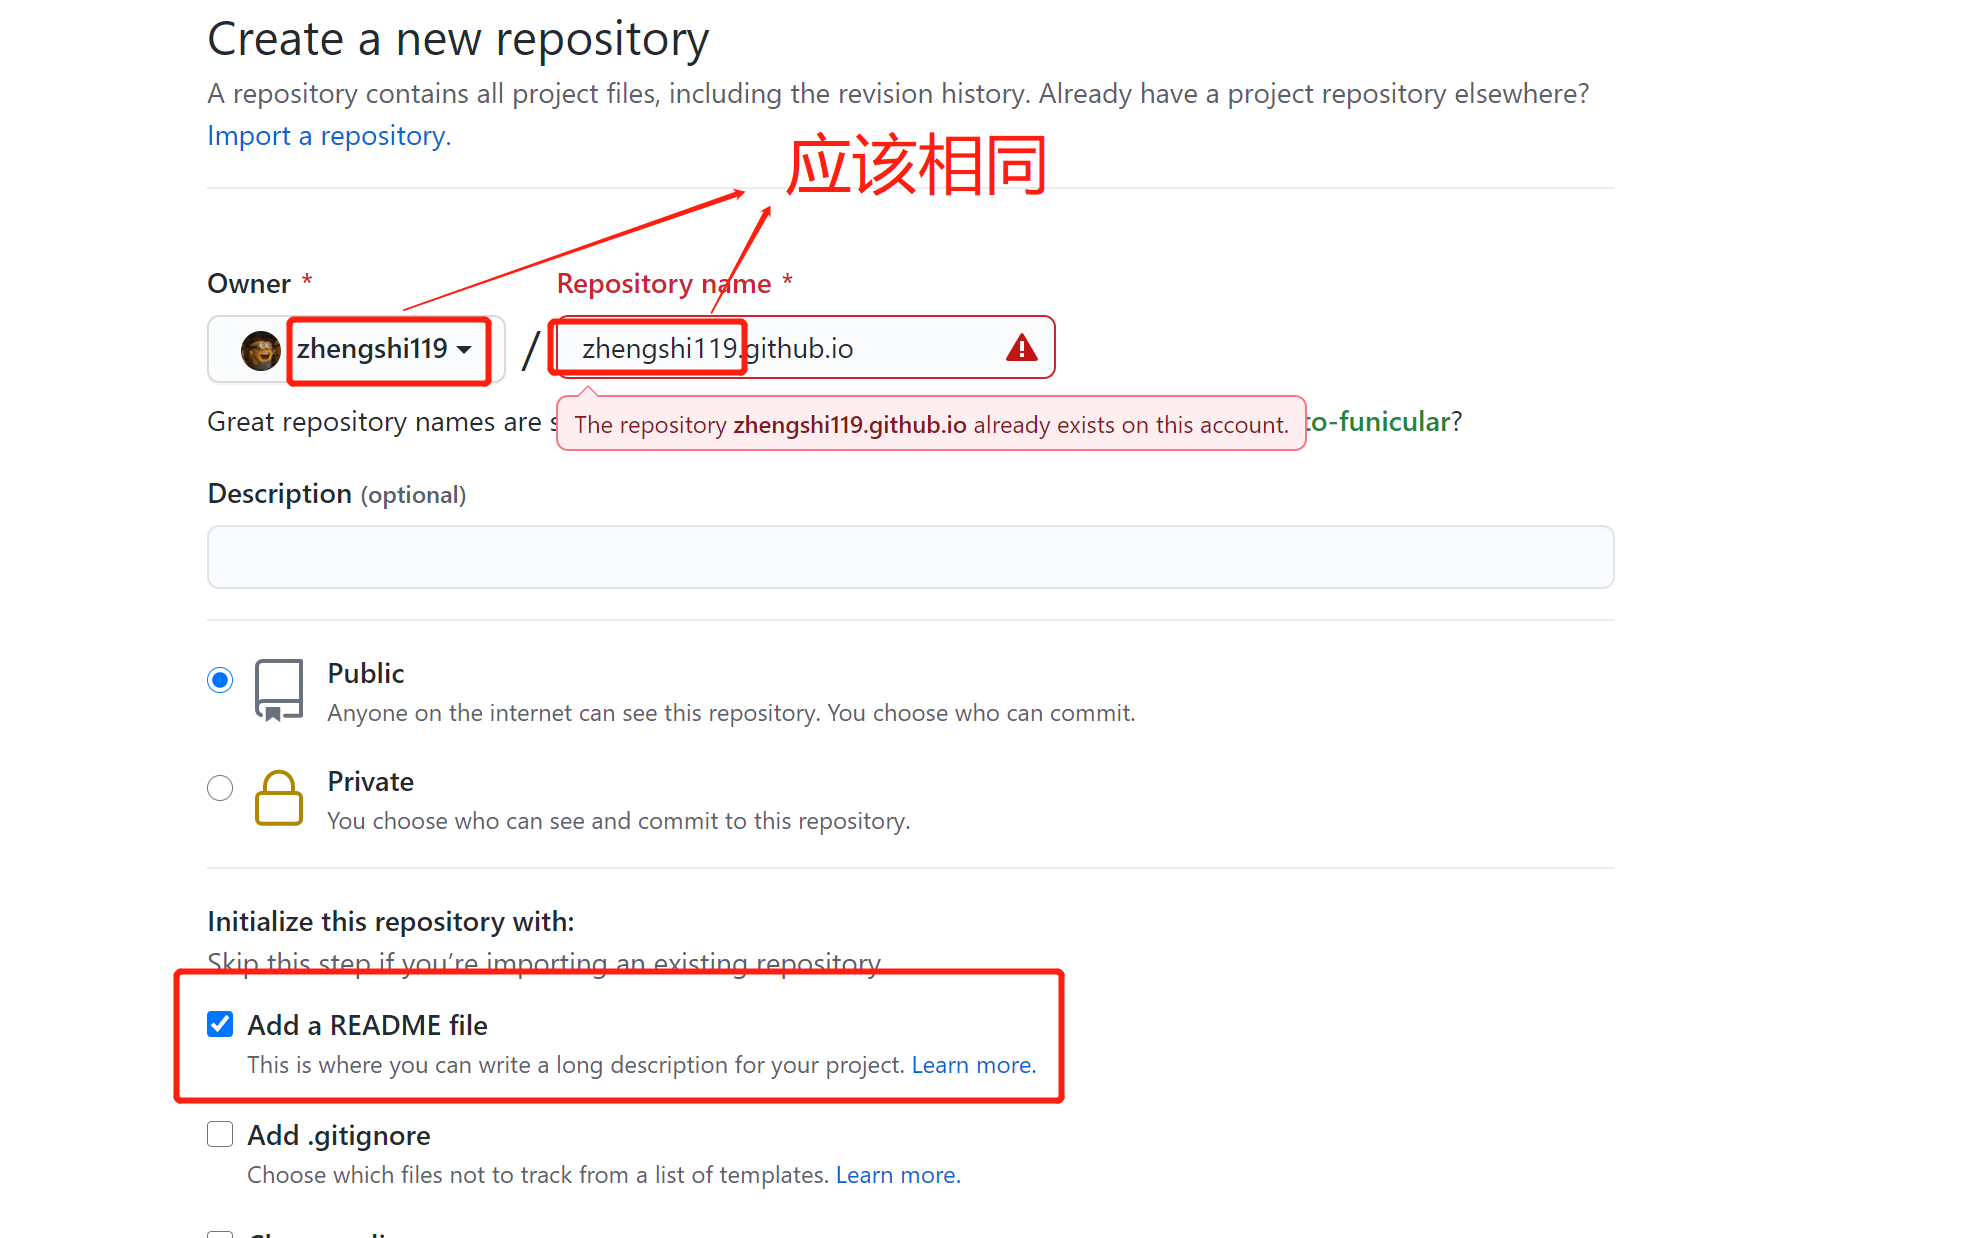 Create a new repository
A repository contains all project files, including the revision history. Already have a project repository elsewhere?
Import a repository.
应该相同
Owner *
Repository name *
zhengshi119 / zhengshi119.github.io
Great repository names are to-funicular?
The repository zhengshi119.github.io already exists on this account.
Description (optional)
Public
Anyone on the internet can see this repository. You choose who can commit.
Private
You choose who can see and commit to this repository.
Initialize this repository with:
Skip this step if you're importing an existing repository
Add a README file
This is where you can write a long description for your project. Learn more.
Add .gitignore
Choose which files not to track from a list of templates. Learn more.